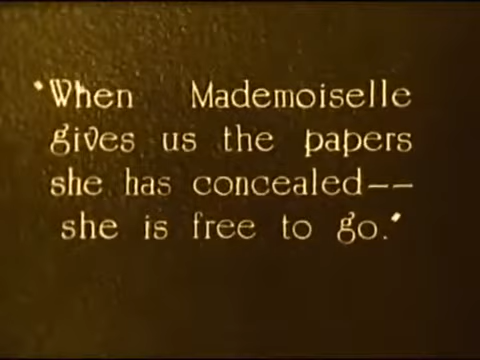 "When Mademoiselle
gives us the papers
she has concealed--
she is free to go."